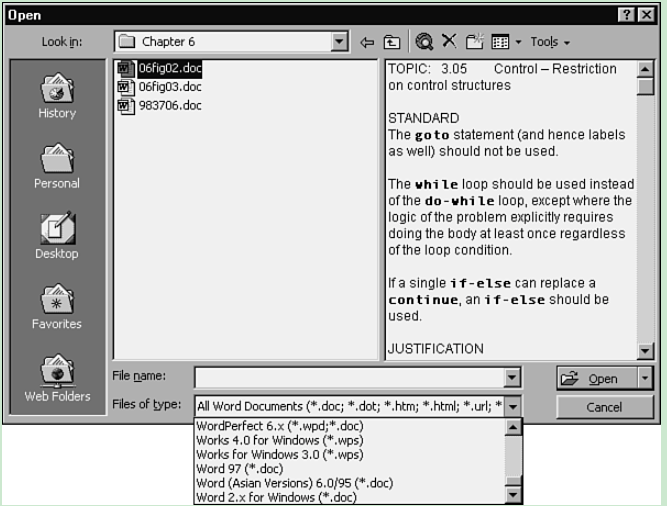 Open
Look in:
Chapter 6
Tools
History
Personal
Desktop
Favorites
Web Folders
06fig02.doc
06fig03.doc
983706.doc
TOPIC: 3.05 Control – Restriction
on control structures
STANDARD
The goto statement (and hence labels
as well) should not be used.
The while loop should be used instead
of the do-while loop, except where the
logic of the problem explicitly requires
doing the body at least once regardless
of the loop condition.
If a single if-else can replace a
continue, an if-else should be
used.
JUSTIFICATION
File name:
Open
Files of type:
All Word Documents (*.doc; *.dot; *.htm; *.html; *.url; *
Cancel
WordPerfect 6.x (*.wpd;*.doc)
Works 4.0 for Windows (*.wps)
Works for Windows 3.0 (*.wps)
Word 97 (*.doc)
Word (Asian Versions) 6.0/95 (*.doc)
Word 2.x for Windows (*.doc)